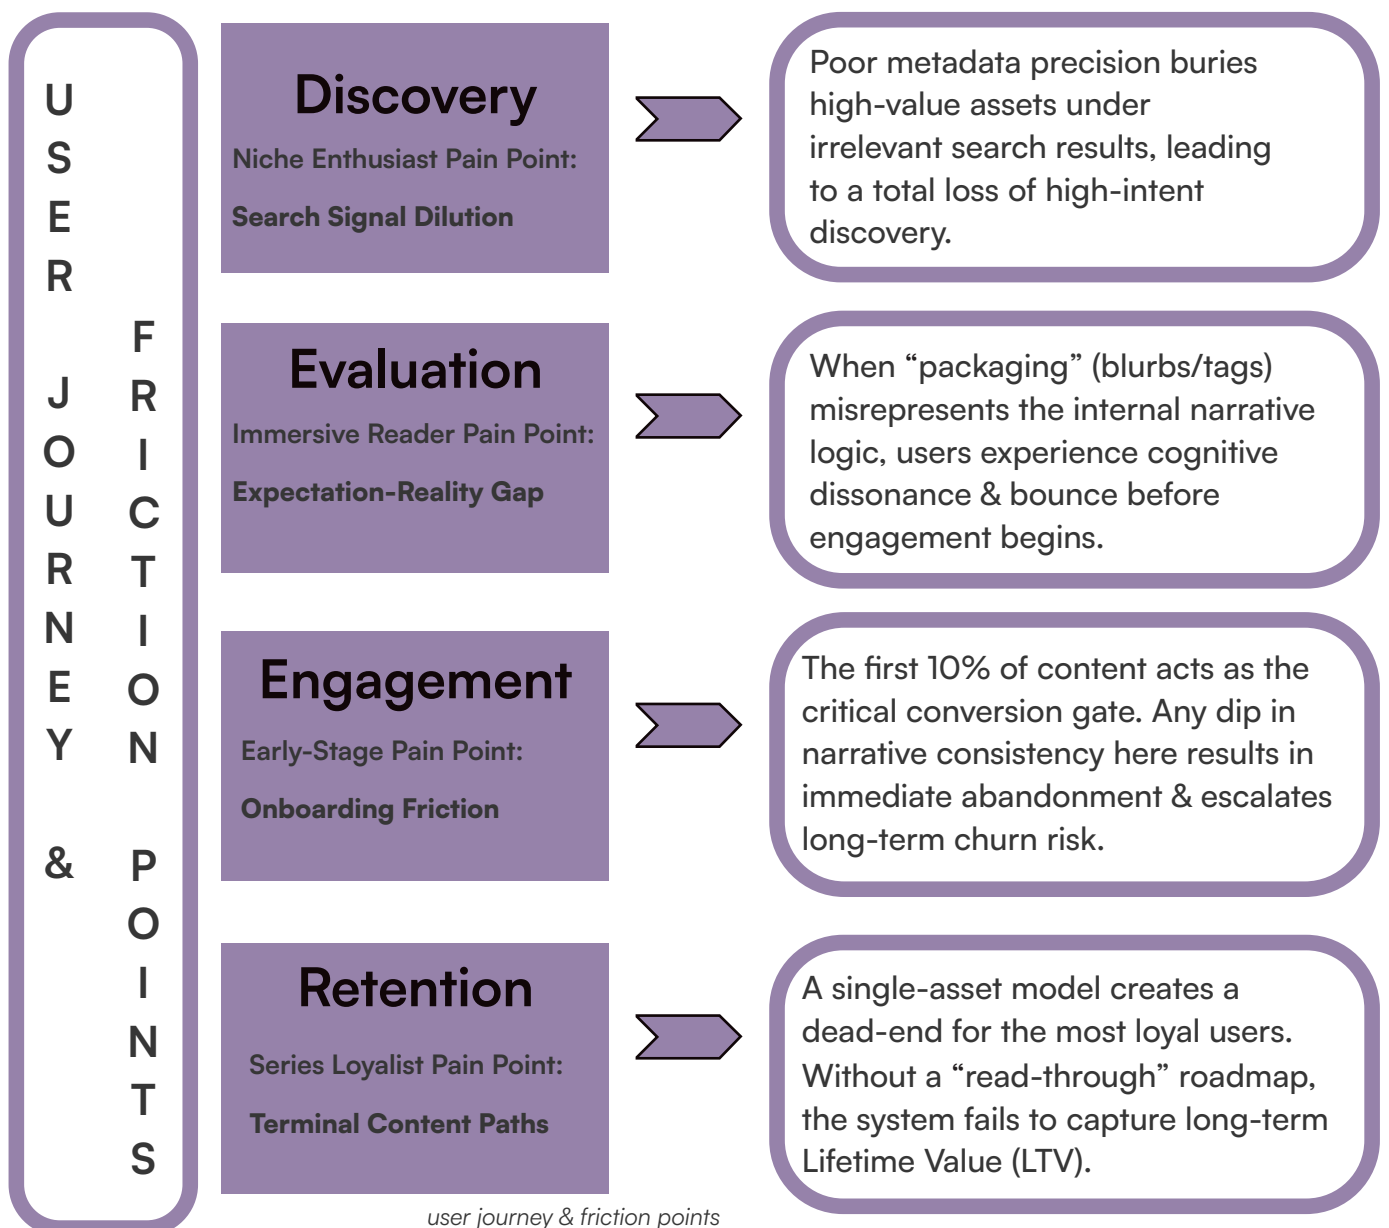 USER JOURNEY &
FRICTION POINTS
Discovery
Niche Enthusiast Pain Point:
Search Signal Dilution
Poor metadata precision buries
high-value assets under
irrelevant search results, leading
to a total loss of high-intent
discovery.
Evaluation
Immersive Reader Pain Point:
Expectation-Reality Gap
When “packaging” (blurbs/tags)
misrepresents the internal narrative
logic, users experience cognitive
dissonance & bounce before
engagement begins.
Engagement
Early-Stage Pain Point:
Onboarding Friction
The first 10% of content acts as the
critical conversion gate. Any dip in
narrative consistency here results in
immediate abandonment & escalates
long-term churn risk.
Retention
Series Loyalist Pain Point:
Terminal Content Paths
A single-asset model creates a
dead-end for the most loyal users.
Without a “read-through” roadmap,
the system fails to capture long-term
Lifetime Value (LTV).
user journey & friction points